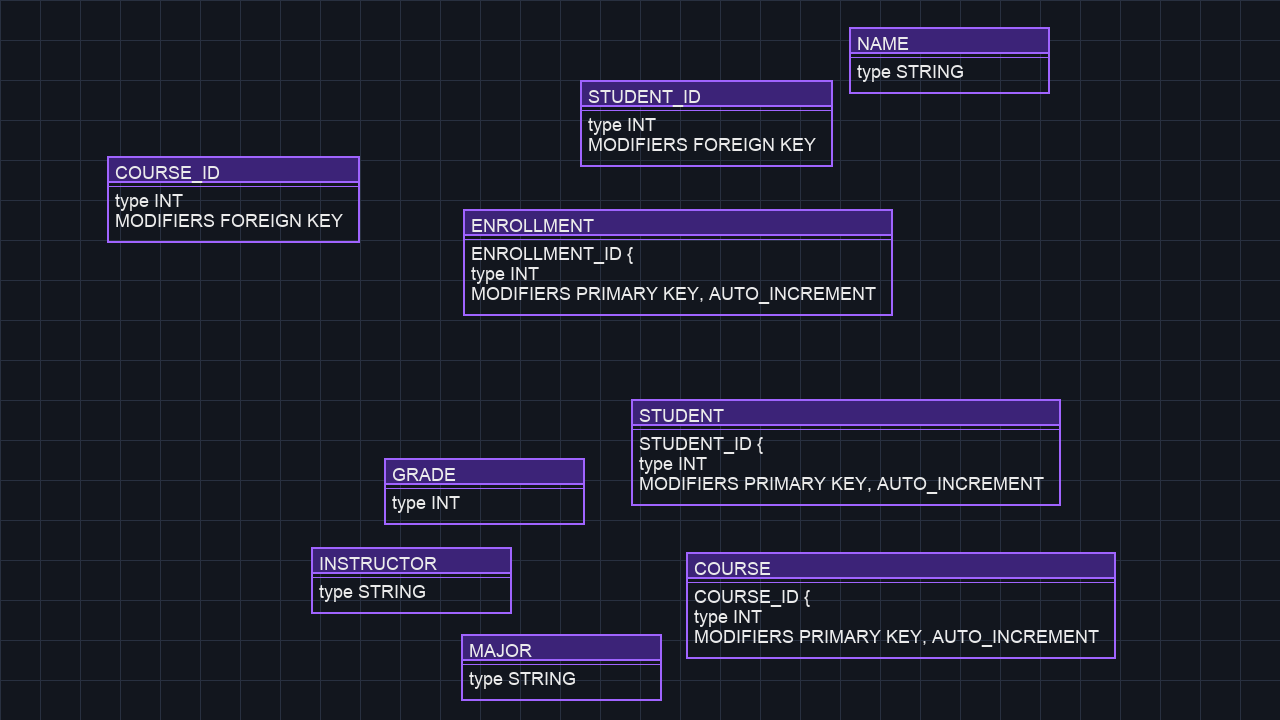 NAME
type STRING
STUDENT_ID
type INT
MODIFIERS FOREIGN KEY
COURSE_ID
type INT
MODIFIERS FOREIGN KEY
ENROLLMENT
ENROLLMENT_ID {
type INT
MODIFIERS PRIMARY KEY, AUTO_INCREMENT
STUDENT
STUDENT_ID {
type INT
MODIFIERS PRIMARY KEY, AUTO_INCREMENT
GRADE
type INT
INSTRUCTOR
type STRING
COURSE
COURSE_ID {
type INT
MODIFIERS PRIMARY KEY, AUTO_INCREMENT
MAJOR
type STRING